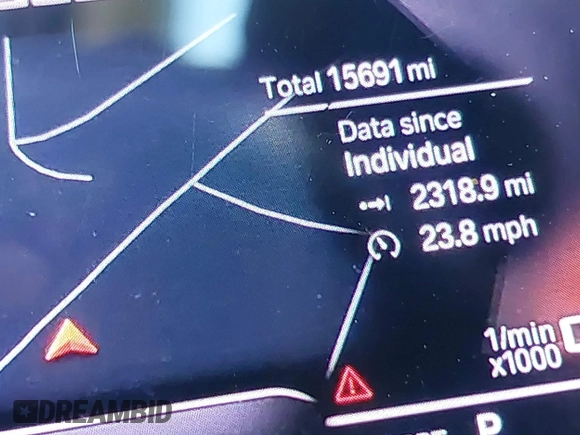 Total 15691 mi
Data since
Individual
2318.9 mi
23.8 mph
1/min
x1000
P
DREAMBID